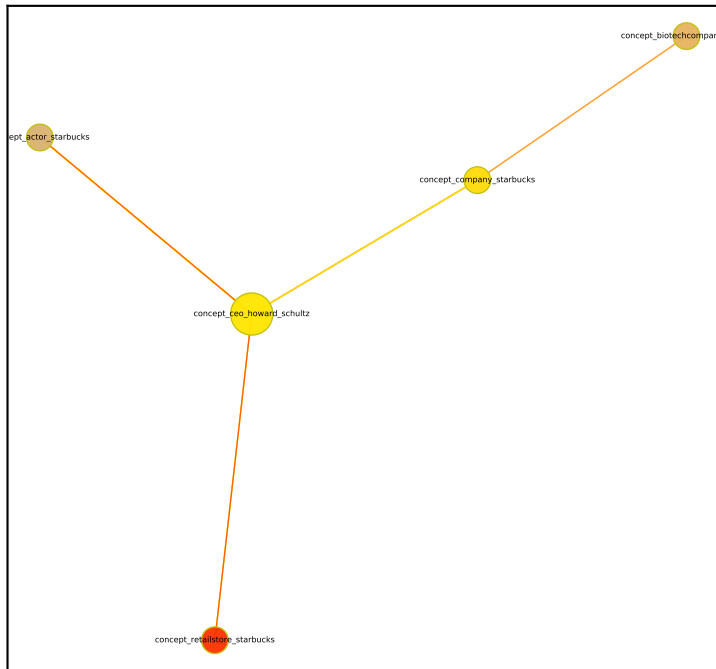 concept_biotechcompan
ept_actor_starbucks
concept_company_starbucks
concept_ceo_howard_schultz
concept_retailstore_starbucks